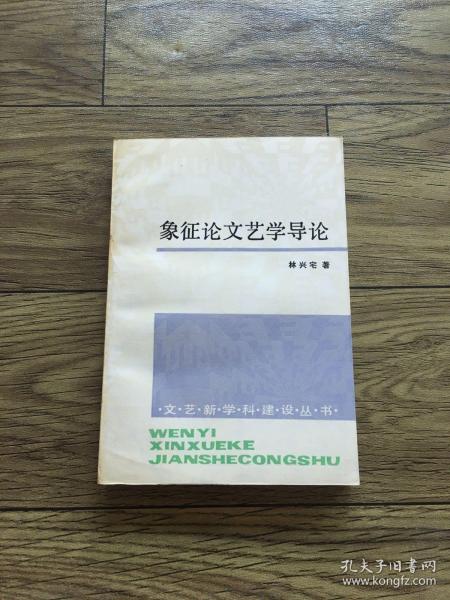 象征论文艺学导论
林兴宅 著
·文·艺·新·学·科·建·设·丛·书·
WENYI
XINXUEKE
JIANSHECONGSHU
孔夫子旧书网
www.kongfz.com